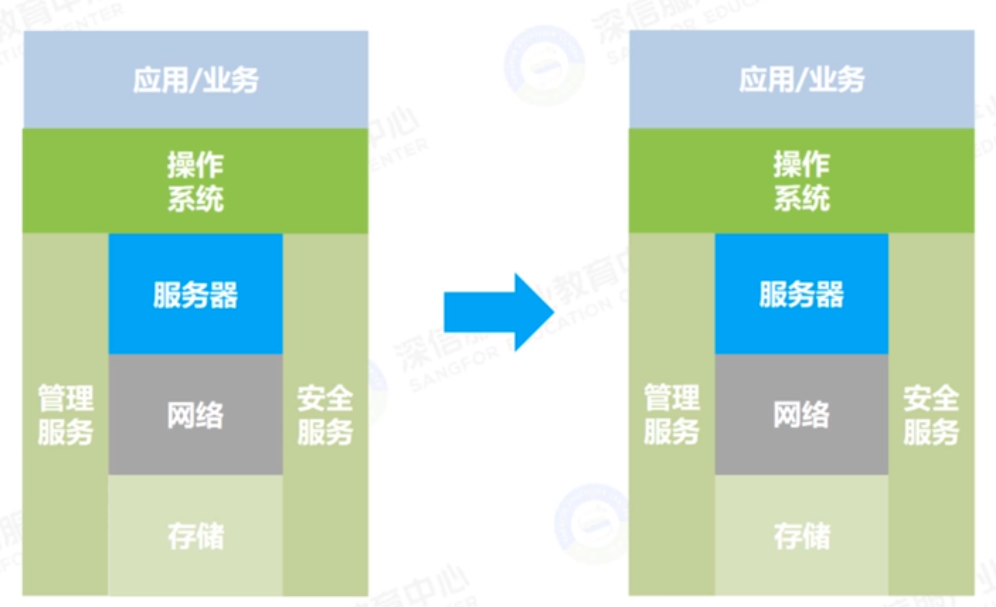 应用/业务
操作
系统
服务器
管理
服务
网络
安全
服务
存储
应用/业务
操作
系统
服务器
管理
服务
网络
安全
服务
存储
深信服产业教育中心
SANGFOR EDUCATION CENTER